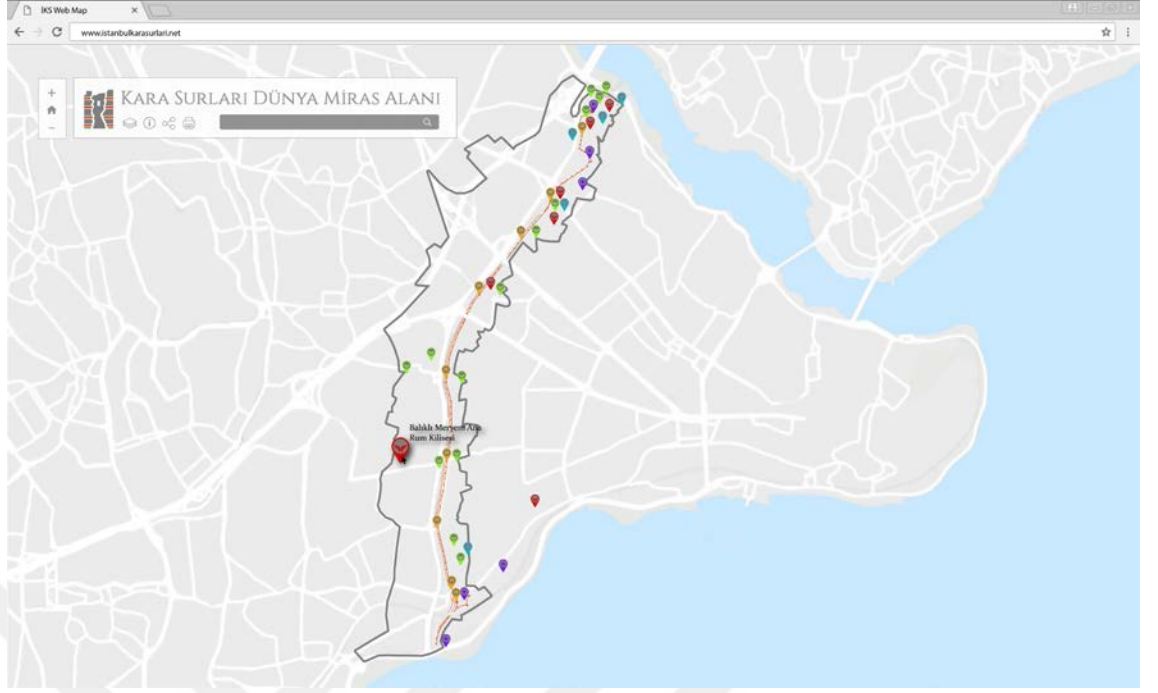 İKS Web Map
www.istanbulkarasurlari.net
KARA SURLARI DÜNYA MİRAS ALANI
Balıklı Meryem Ana
Rum Kilisesi